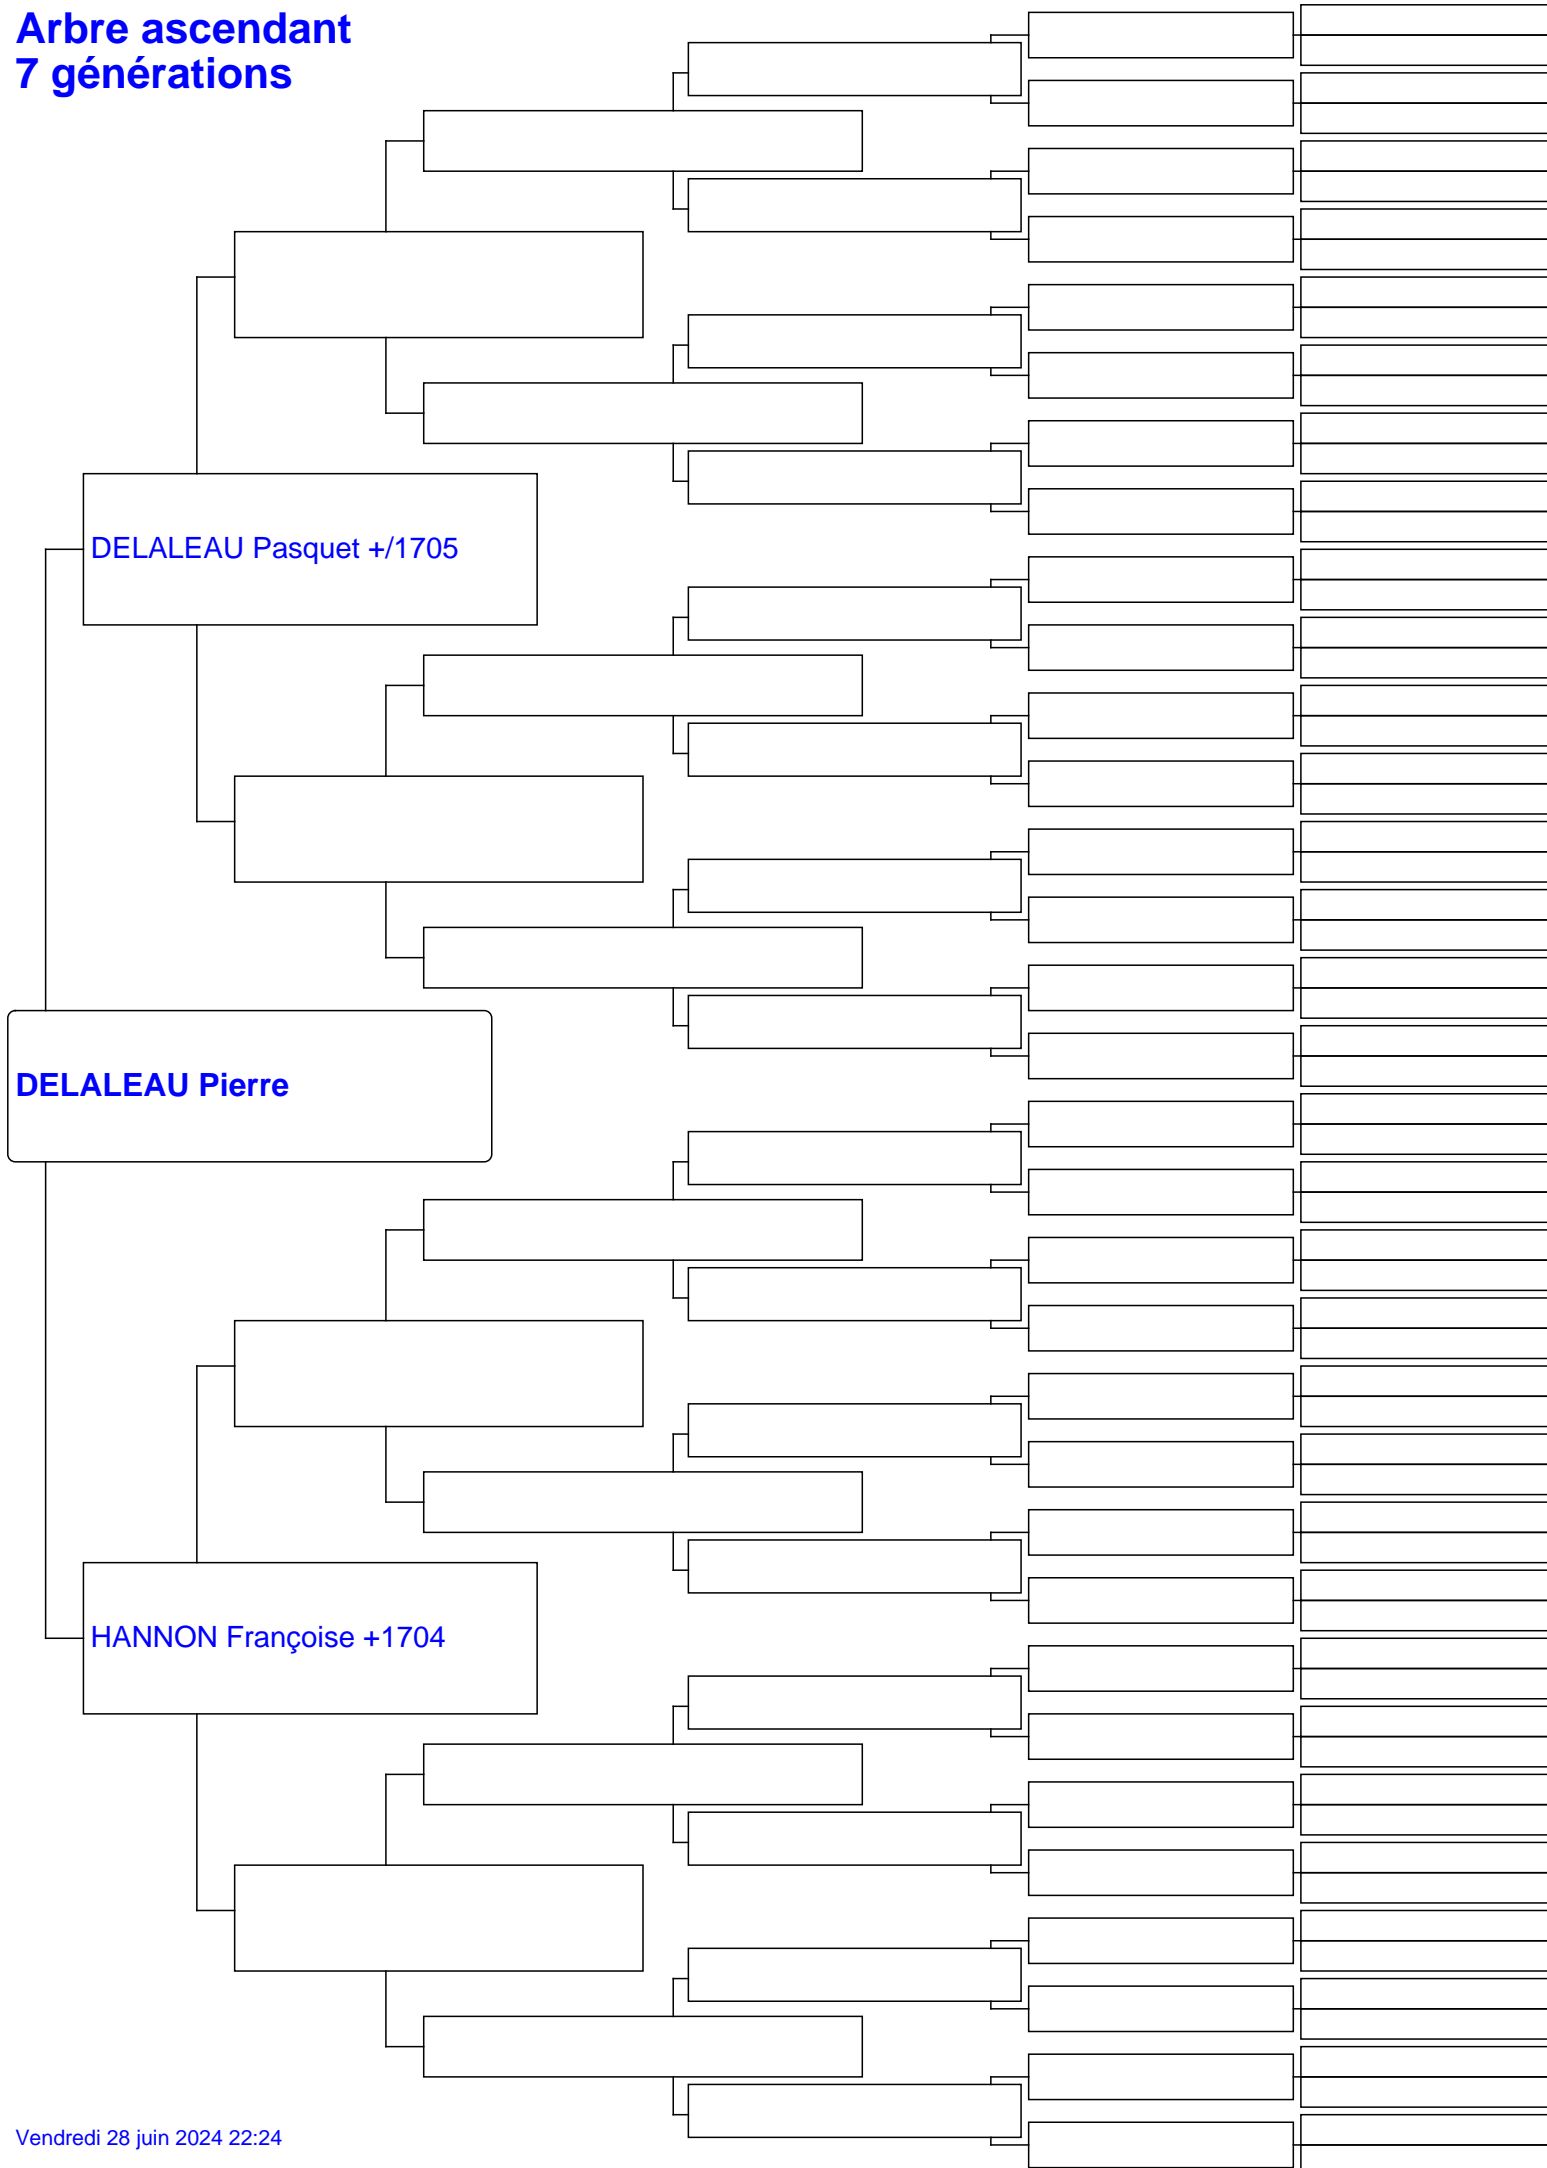 Arbre ascendant
7 générations
DELALEAU Pasquet +/1705
DELALEAU Pierre
HANNON Françoise +1704
Vendredi 28 juin 2024 22:24